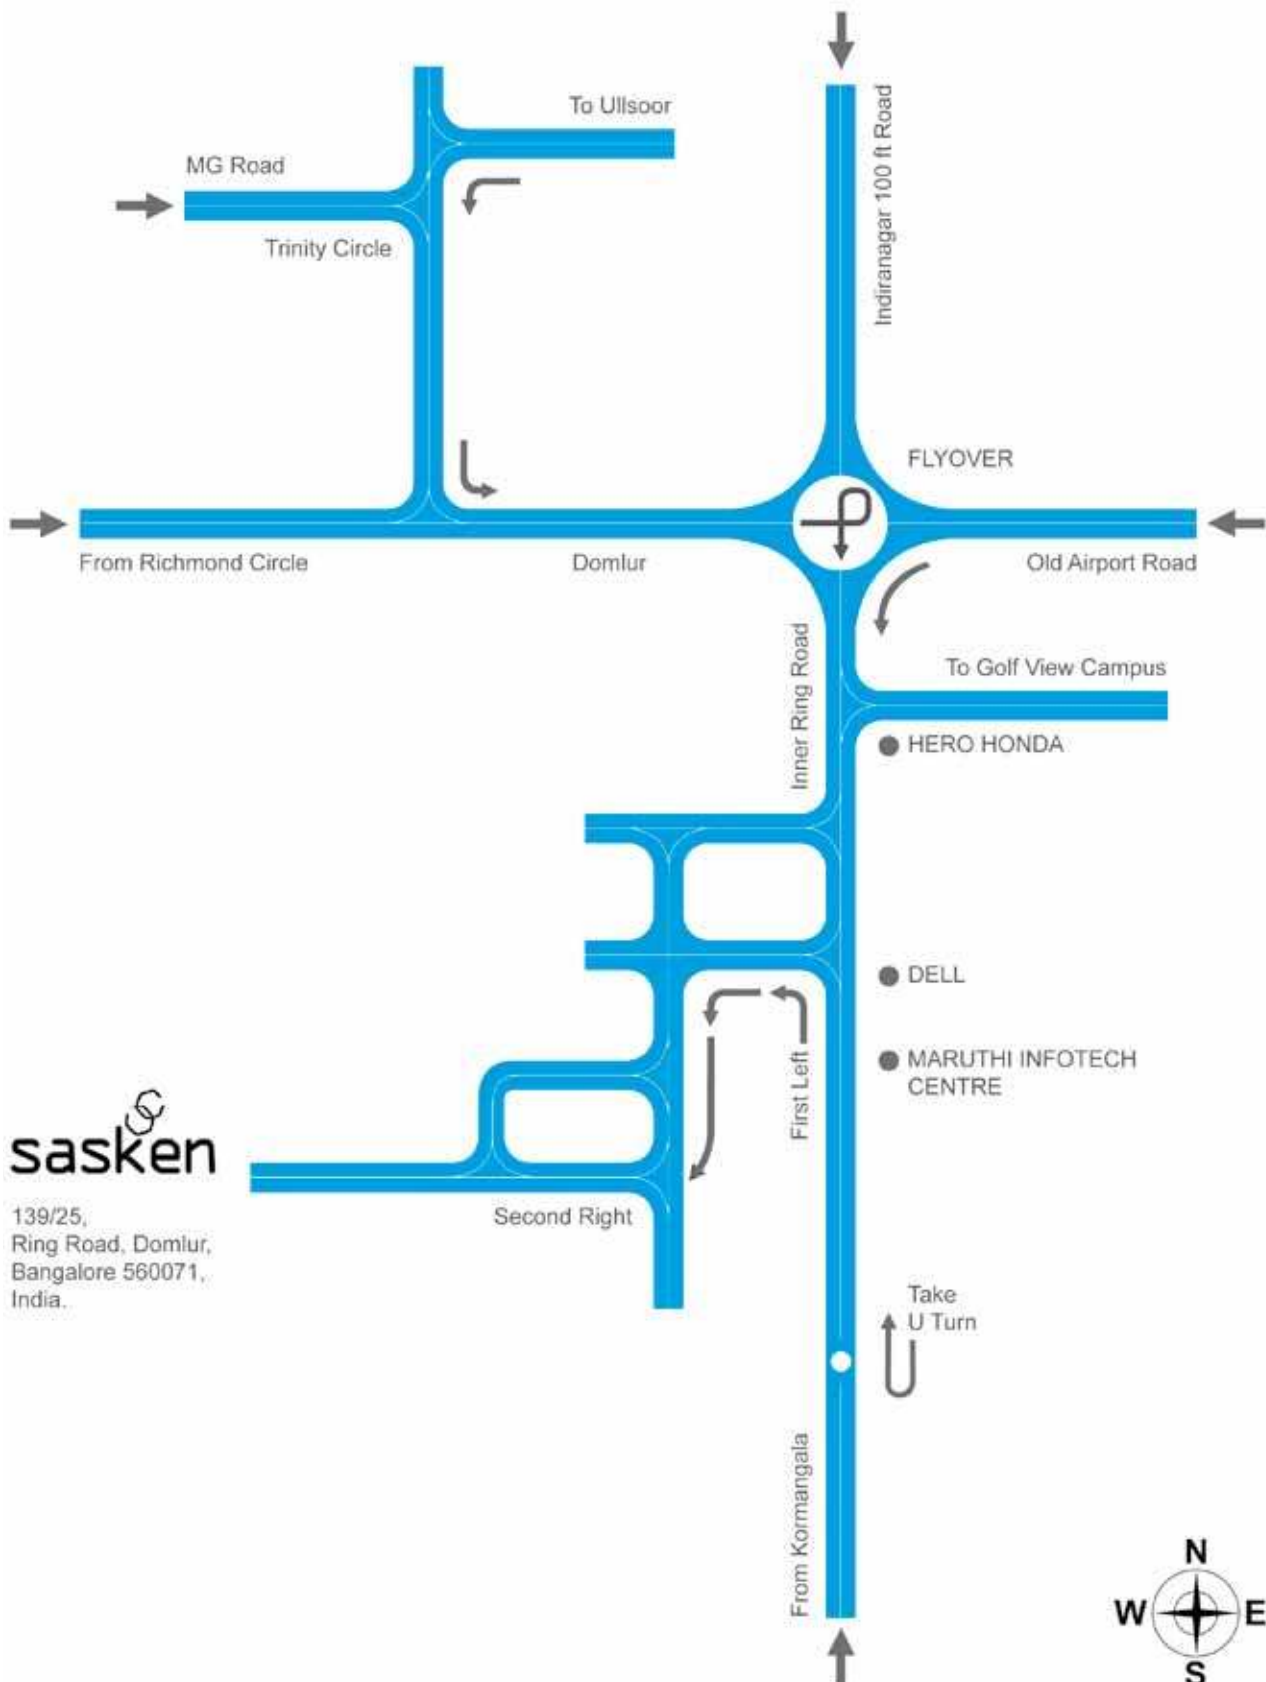 To Ullsoor
MG Road
Trinity Circle
Indiranagar 100 ft Road
FLYOVER
From Richmond Circle
Domlur
Old Airport Road
Inner Ring Road
To Golf View Campus
HERO HONDA
DELL
MARUTHI INFOTECH
CENTRE
First Left
sasken
139/25,
Ring Road, Domlur,
Bangalore 560071,
India.
Second Right
Take
U Turn
From Kormangala
N
W
E
S